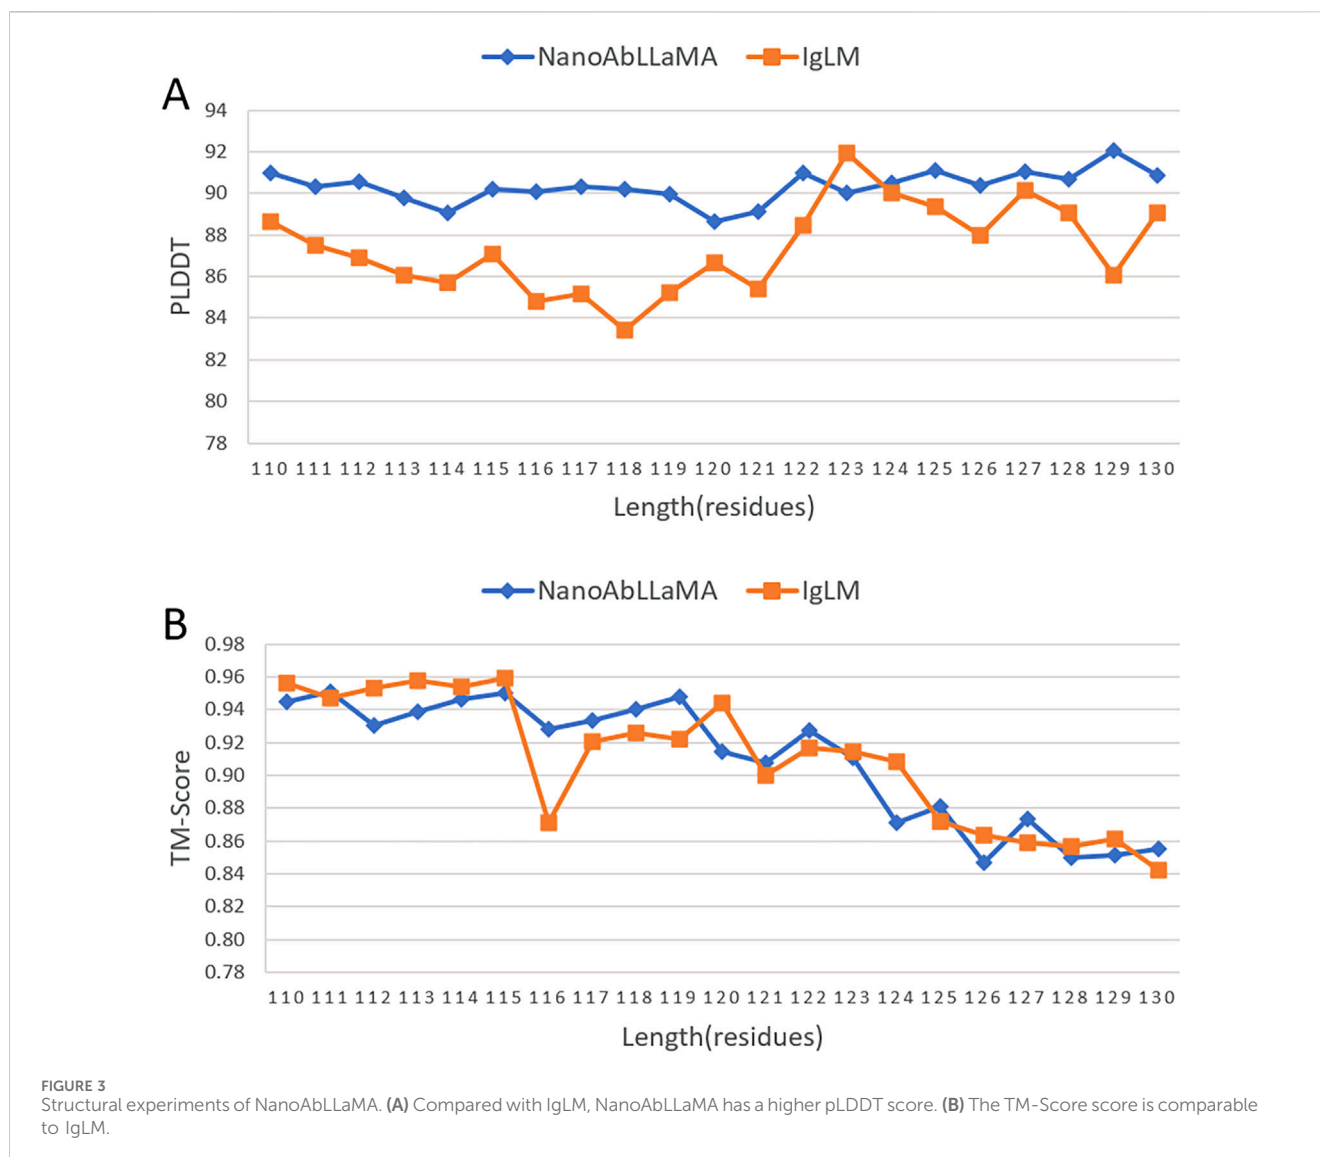 NanoAbLLaMA IgLM
A
94
92
90
88
86
84
82
80
78
PLDDT
110 111 112 113 114 115 116 117 118 119 120 121 122 123 124 125 126 127 128 129 130
Length(residues)
NanoAbLLaMA IgLM
B
0.98
0.96
0.94
0.92
0.90
0.88
0.86
0.84
0.82
0.80
0.78
TM-Score
110 111 112 113 114 115 116 117 118 119 120 121 122 123 124 125 126 127 128 129 130
Length(residues)
FIGURE 3
Structural experiments of NanoAbLLaMA. (A) Compared with IgLM, NanoAbLLaMA has a higher pLDDT score. (B) The TM-Score score is comparable
to IgLM.